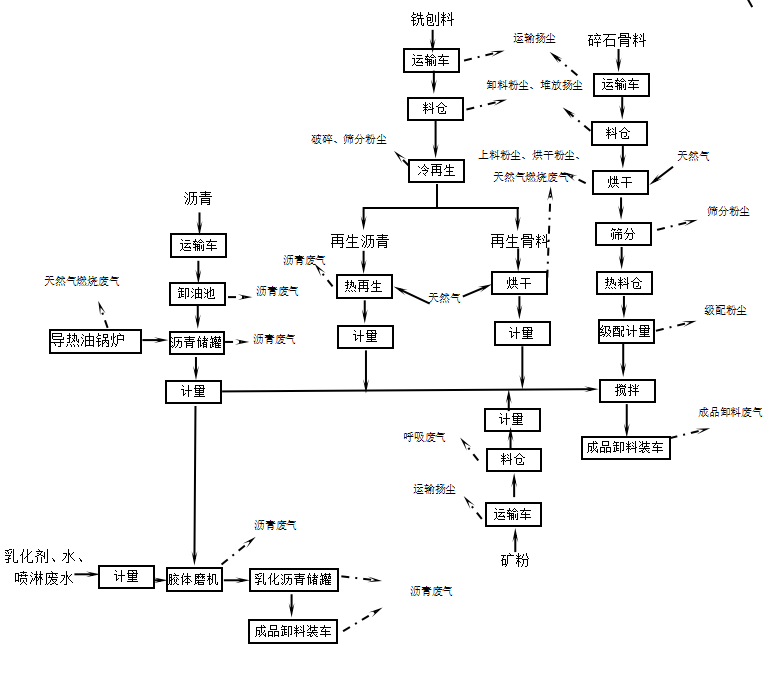 铣刨料
运输扬尘
碎石骨料
运输车
运输车
卸料粉尘、堆放扬尘
料仓
料仓
破碎、筛分粉尘
上料粉尘、烘干粉尘、
天然气燃烧废气
天然气
冷再生
烘干
沥青
筛分粉尘
再生沥青
再生骨料
筛分
运输车
沥青废气
天然气燃烧废气
卸油池
沥青废气
热再生
天然气
烘干
热料仓
级配粉尘
导热油锅炉
沥青储罐
沥青废气
计量
计量
级配计量
计量
搅拌
成品卸料废气
计量
呼吸废气
成品卸料装车
料仓
运输扬尘
运输车
沥青废气
矿粉
乳化剂、水、
喷淋废水
计量
胶体磨机
乳化沥青储罐
沥青废气
成品卸料装车